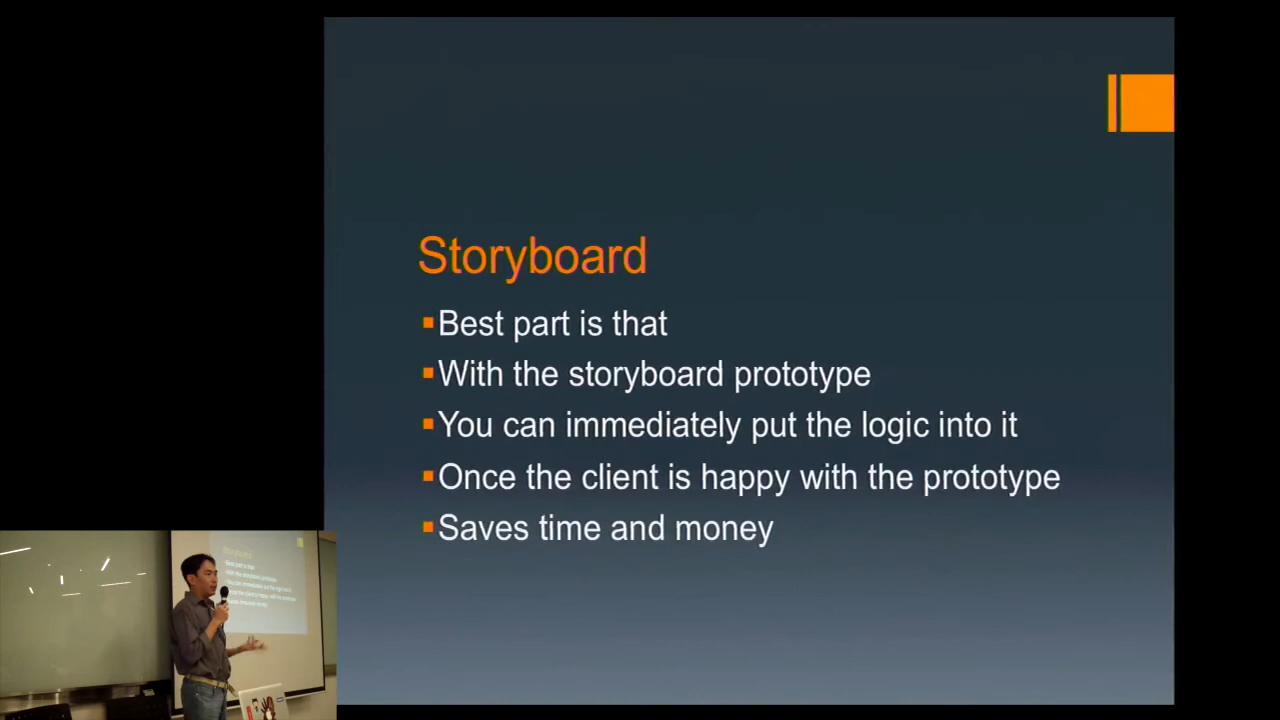 Storyboard
Best part is that
With the storyboard prototype
You can immediately put the logic into it
Once the client is happy with the prototype
Saves time and money